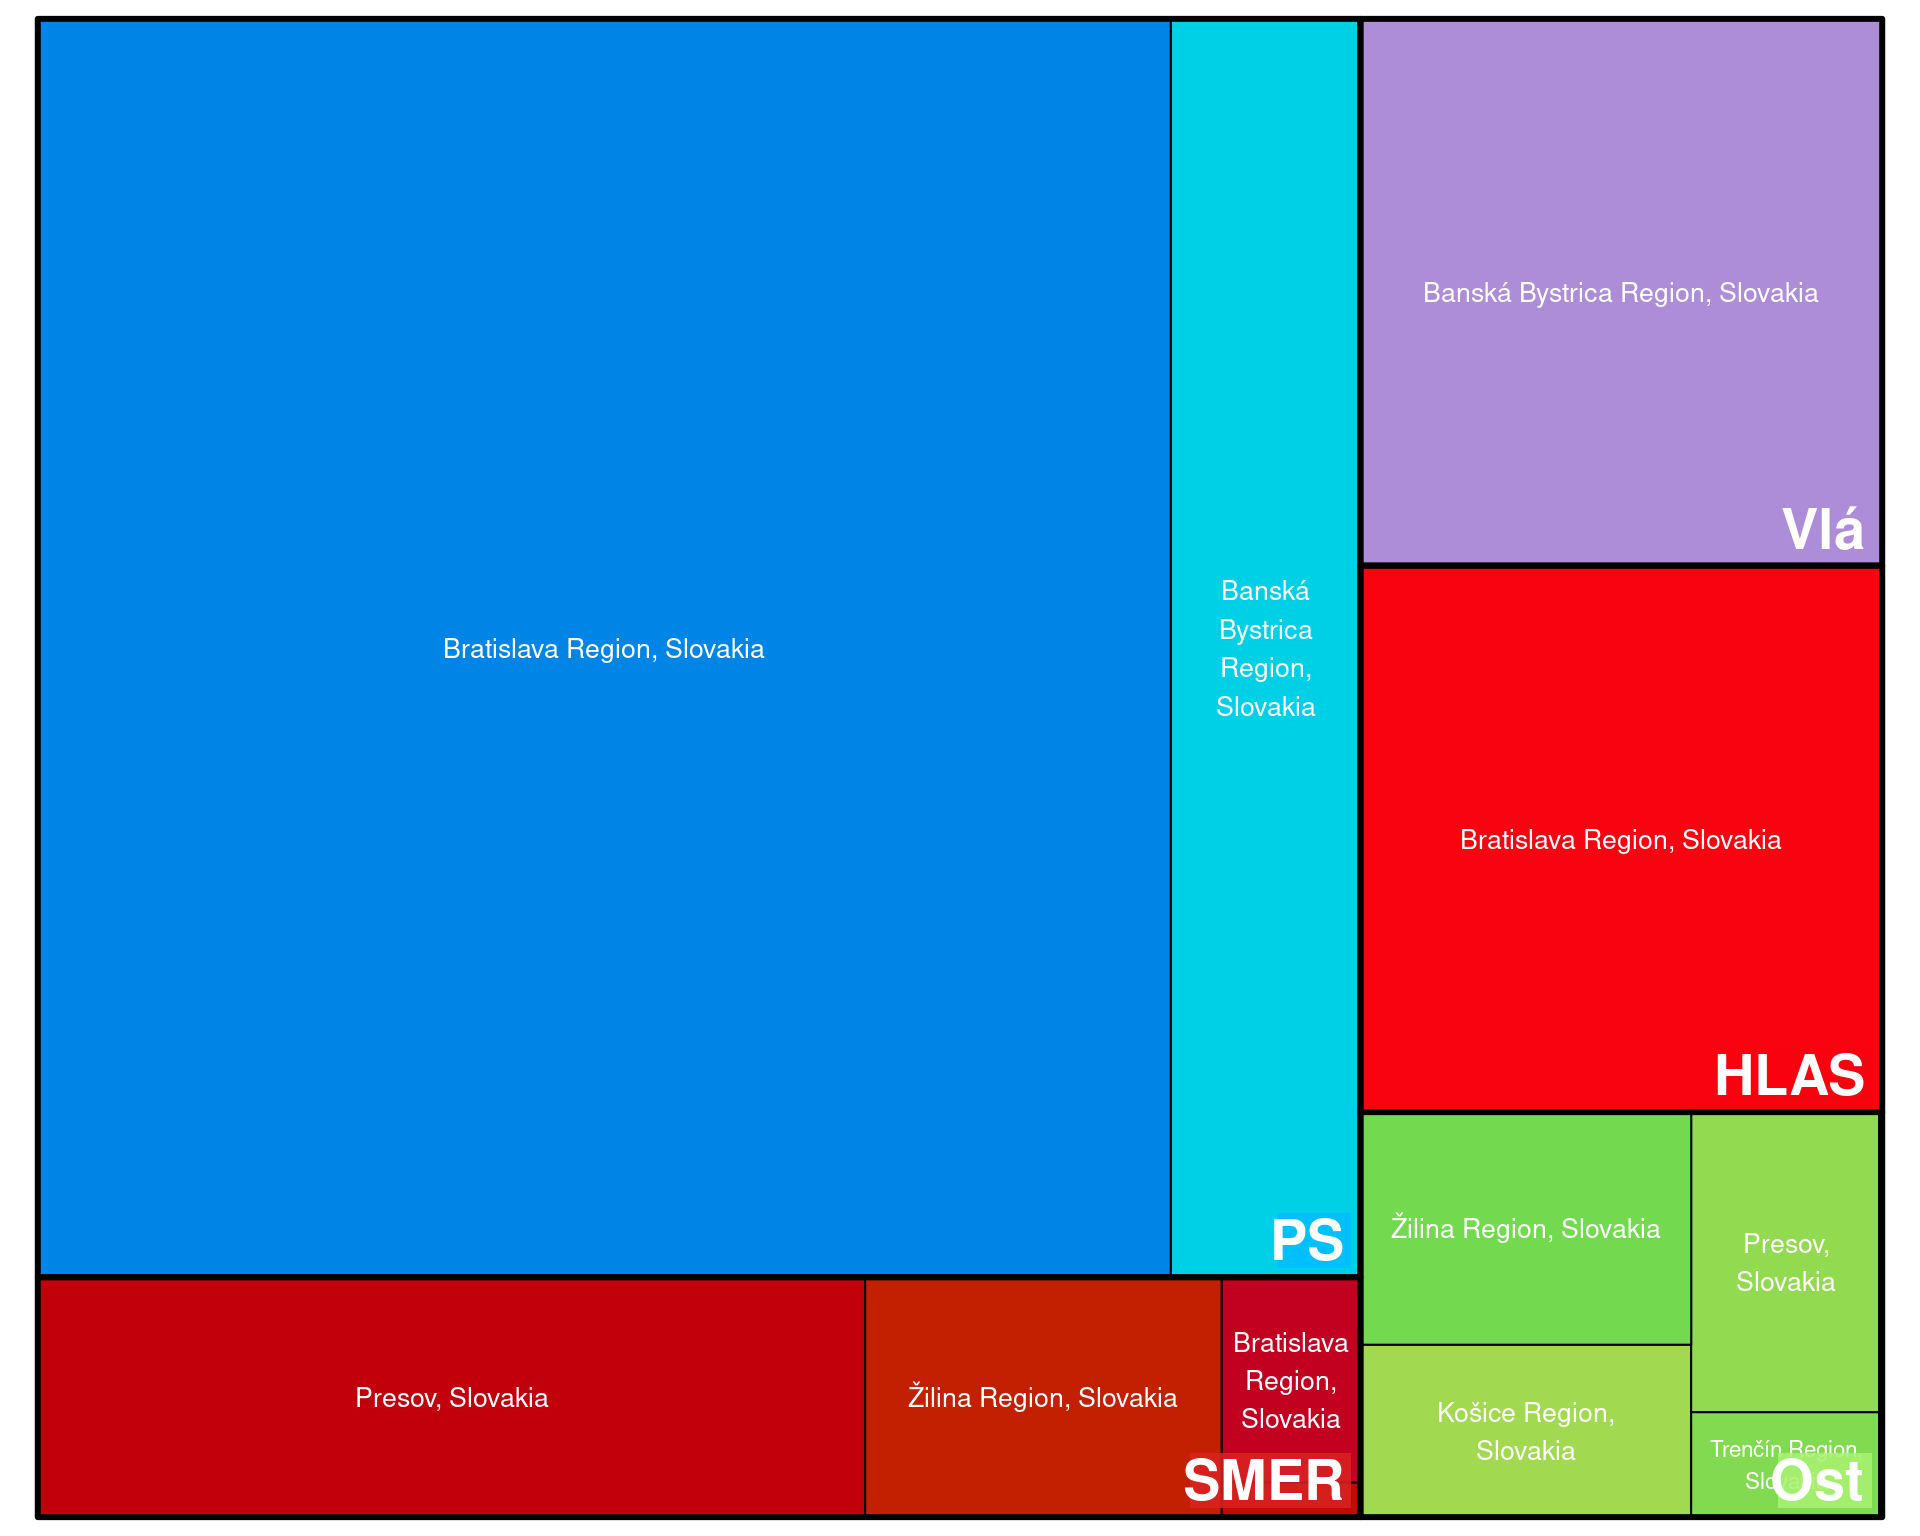 Bratislava Region, Slovakia
Banská
Bystrica
Region,
Slovakia
PS
Banská Bystrica Region, Slovakia
Vlá
Bratislava Region, Slovakia
HLAS
Presov, Slovakia
Žilina Region, Slovakia
Bratislava
Region,
Slovakia
SMER
Žilina Region, Slovakia
Presov,
Slovakia
Košice Region,
Slovakia
Trenčín Region,
Ost